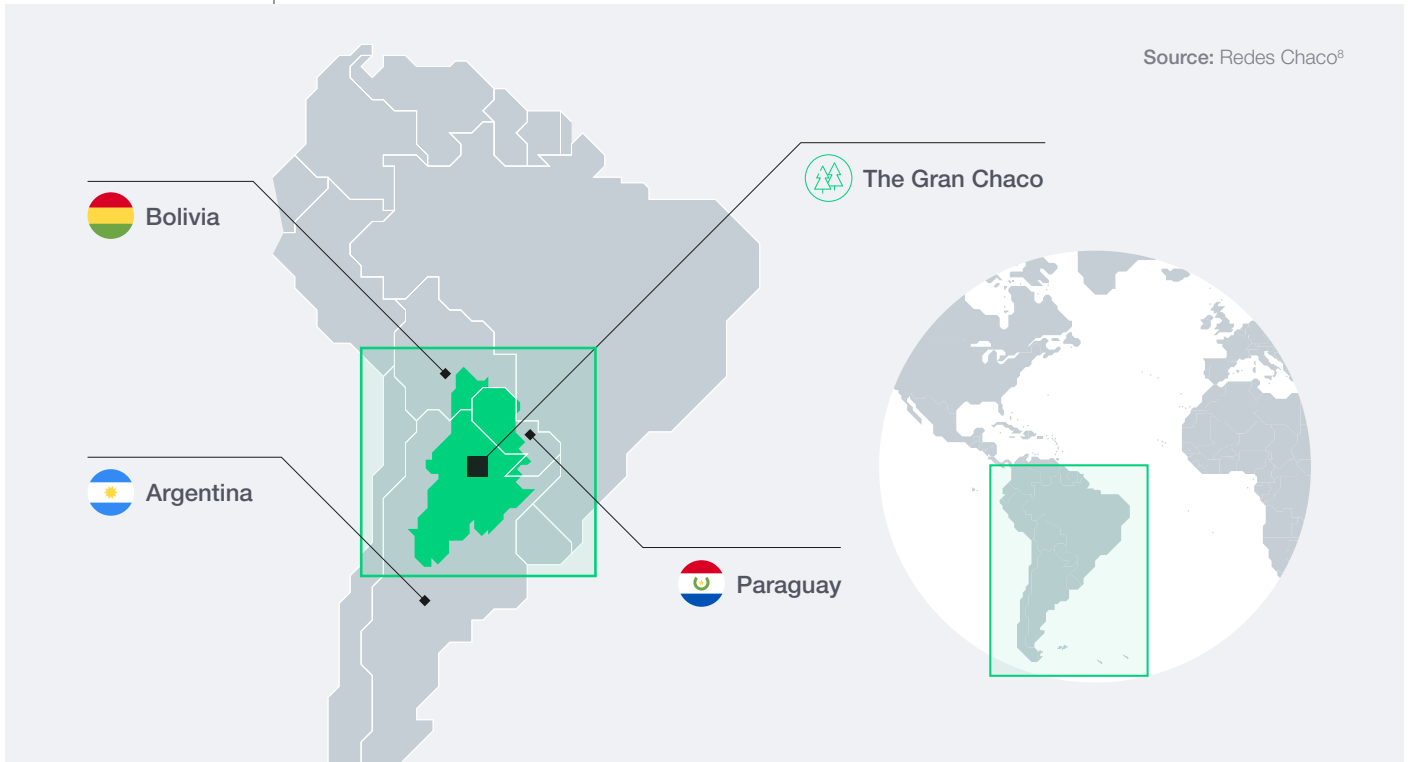 Source: Redes Chaco⁸
The Gran Chaco
Bolivia
Argentina
Paraguay